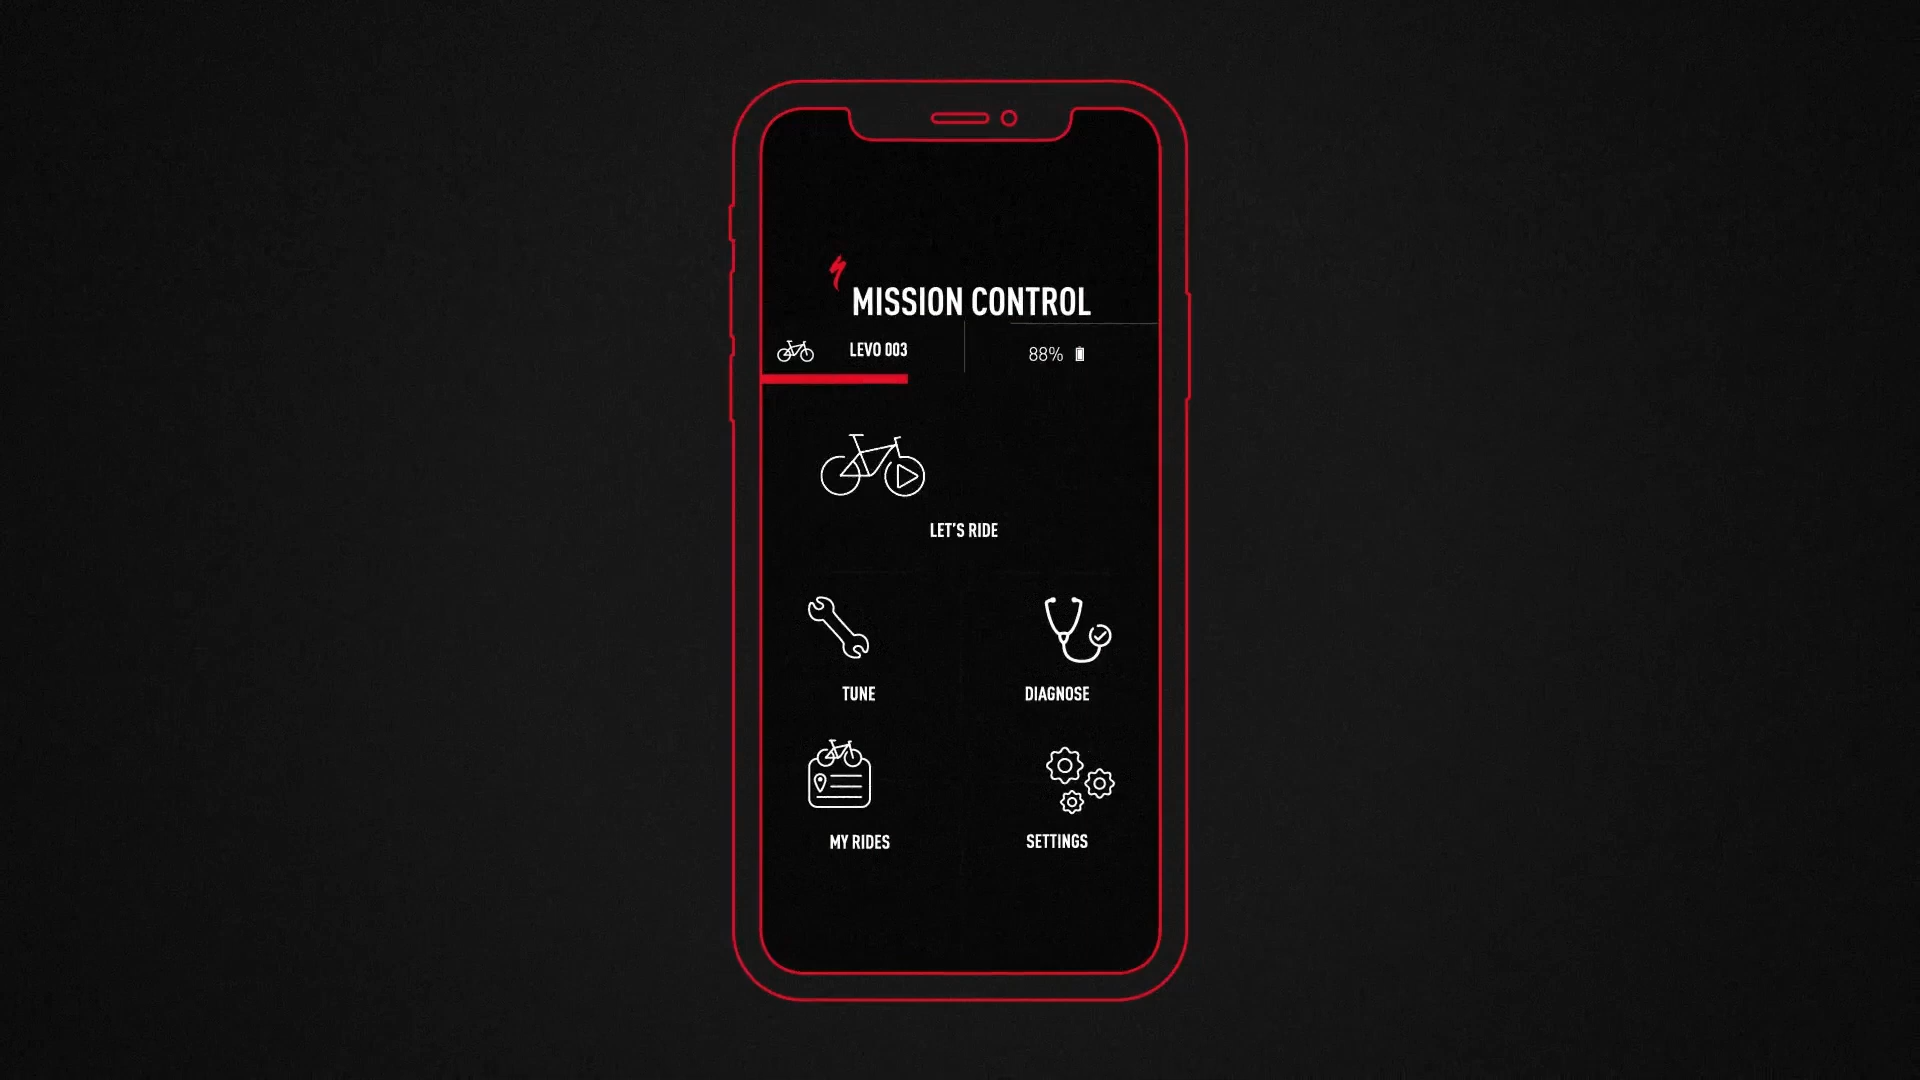 MISSION CONTROL
LEVO 003
88%
LET'S RIDE
TUNE
DIAGNOSE
MY RIDES
SETTINGS